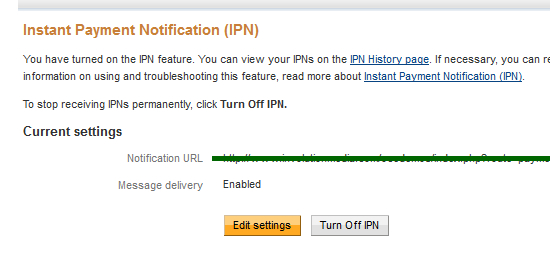 Instant Payment Notification (IPN)
You have turned on the IPN feature. You can view your IPNs on the IPN History page. If necessary, you can
information on using and troubleshooting this feature, read more about Instant Payment Notification (IPN).
To stop receiving IPNs permanently, click Turn Off IPN.
Current settings
Notification URL
Message delivery Enabled
Edit settings Turn Off IPN